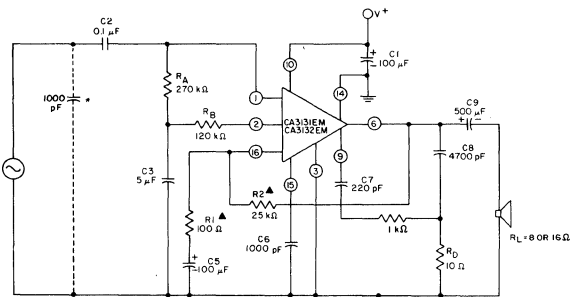 V+
C2
0.1 µF
C1
+
-100 µF
10
14
C9
500 µF
+ -
RA
270 kΩ
1000
pF
*
1
RB
120 kΩ
2
CA3131EM
CA3132EM
6
16
9
C8
4700 pF
C3
5 µF
R2▲
25 kΩ
15
3
C7
220 pF
R1▲
100 Ω
C6
1000 pF
1 kΩ
RL = 8 OR 16 Ω
+
-100 µF
C5
RD
10 Ω